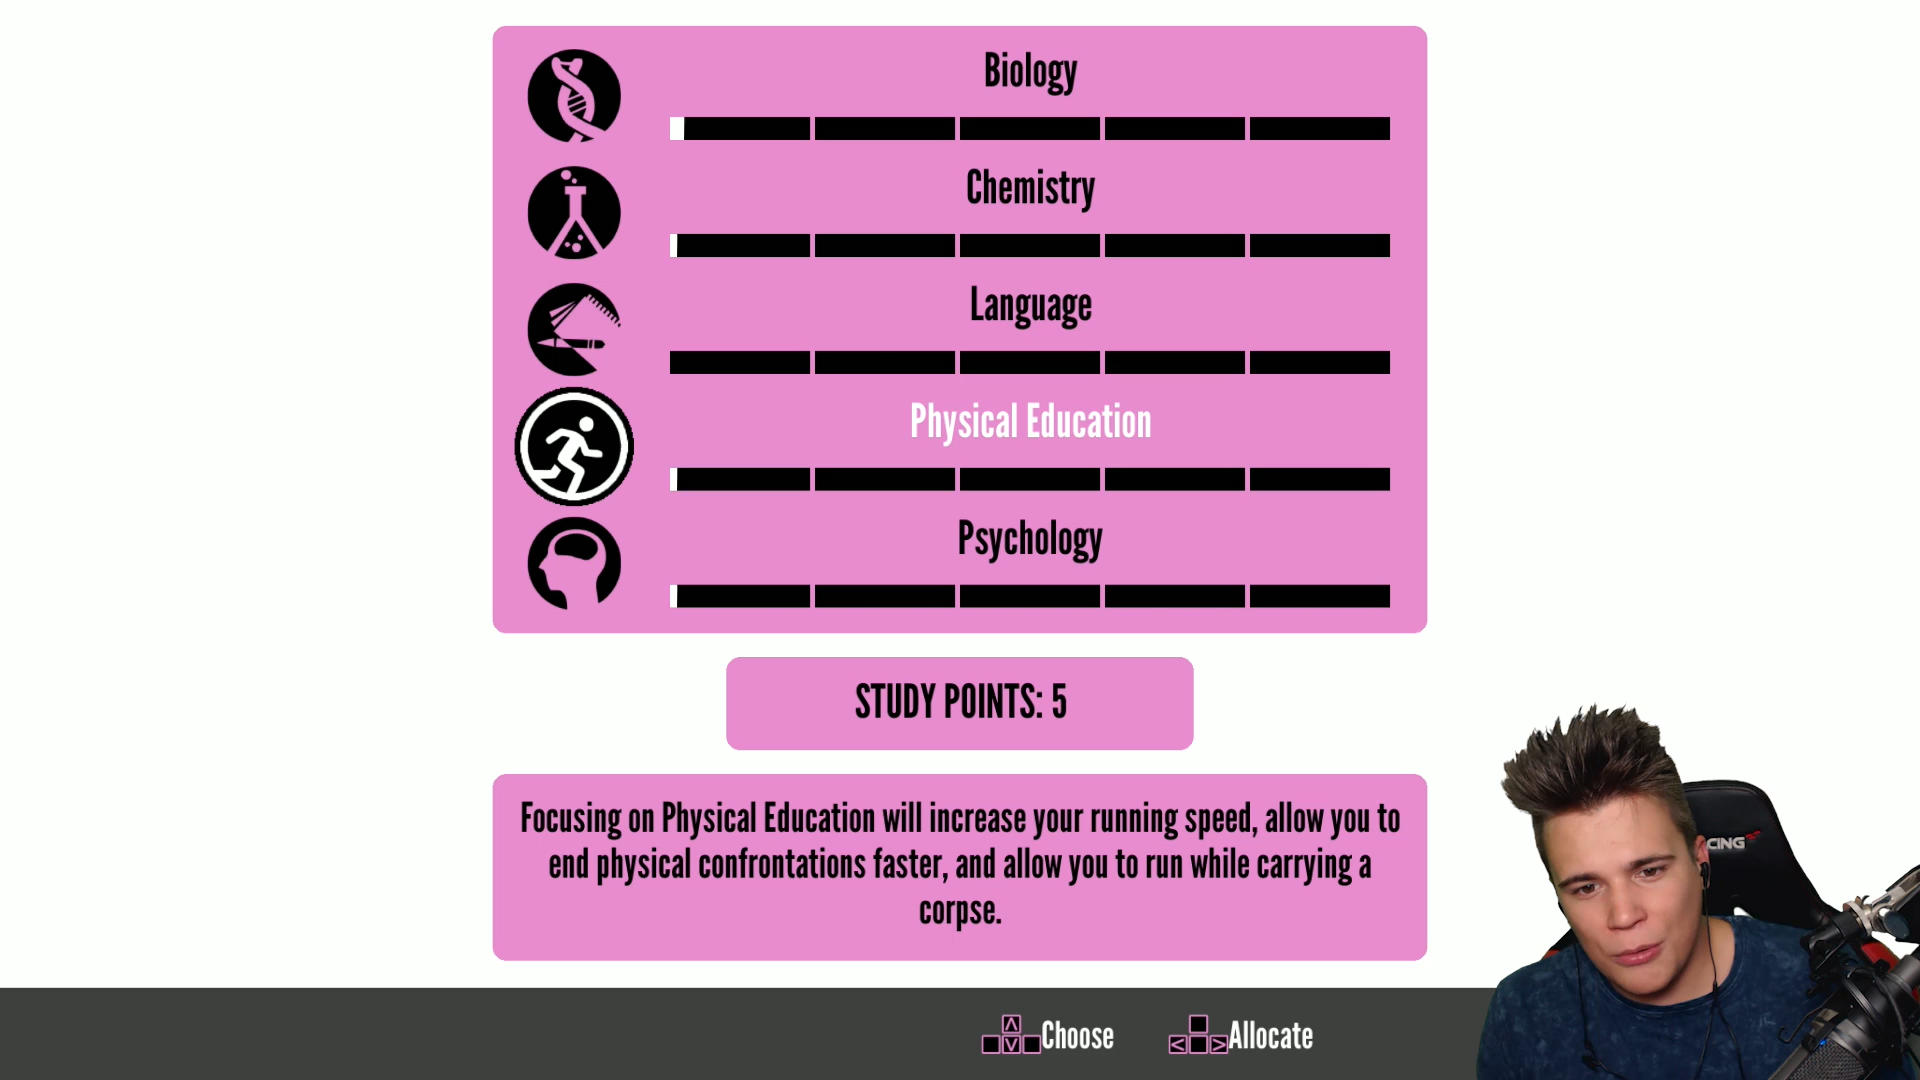 Biology
Chemistry
Language
Physical Education
Psychology
STUDY POINTS: 5
Focusing on Physical Education will increase your running speed, allow you to
end physical confrontations faster, and allow you to run while carrying a
corpse.
CING
Choose
Allocate